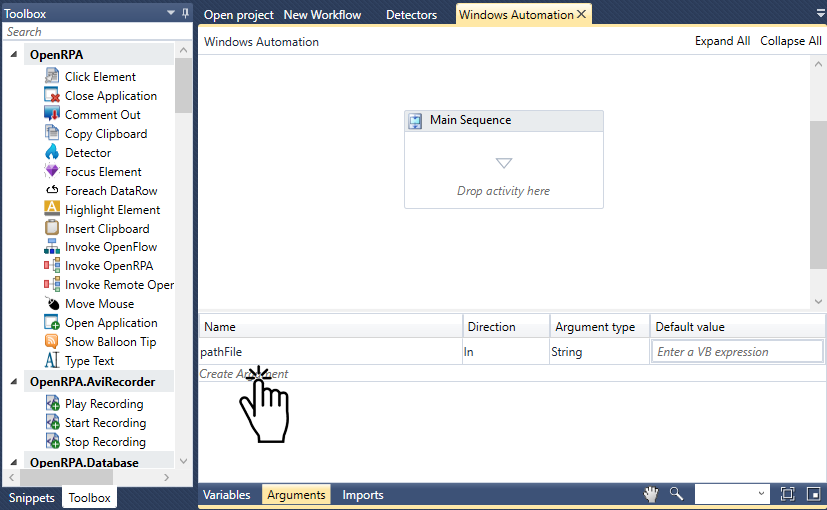 Toolbox
Search
OpenRPA
Click Element
Close Application
Comment Out
Copy Clipboard
Detector
Focus Element
Foreach DataRow
Highlight Element
Insert Clipboard
Invoke OpenFlow
Invoke OpenRPA
Invoke Remote Oper
Move Mouse
Open Application
Show Balloon Tip
Type Text
OpenRPA.AviRecorder
Play Recording
Start Recording
Stop Recording
OpenRPA.Database
Snippets Toolbox
Open project New Workflow Detectors Windows Automation
Windows Automation Expand All Collapse All
Main Sequence
Drop activity here
Name Direction Argument type Default value
pathFile In String Enter a VB expression
Create Argument
Variables Arguments Imports